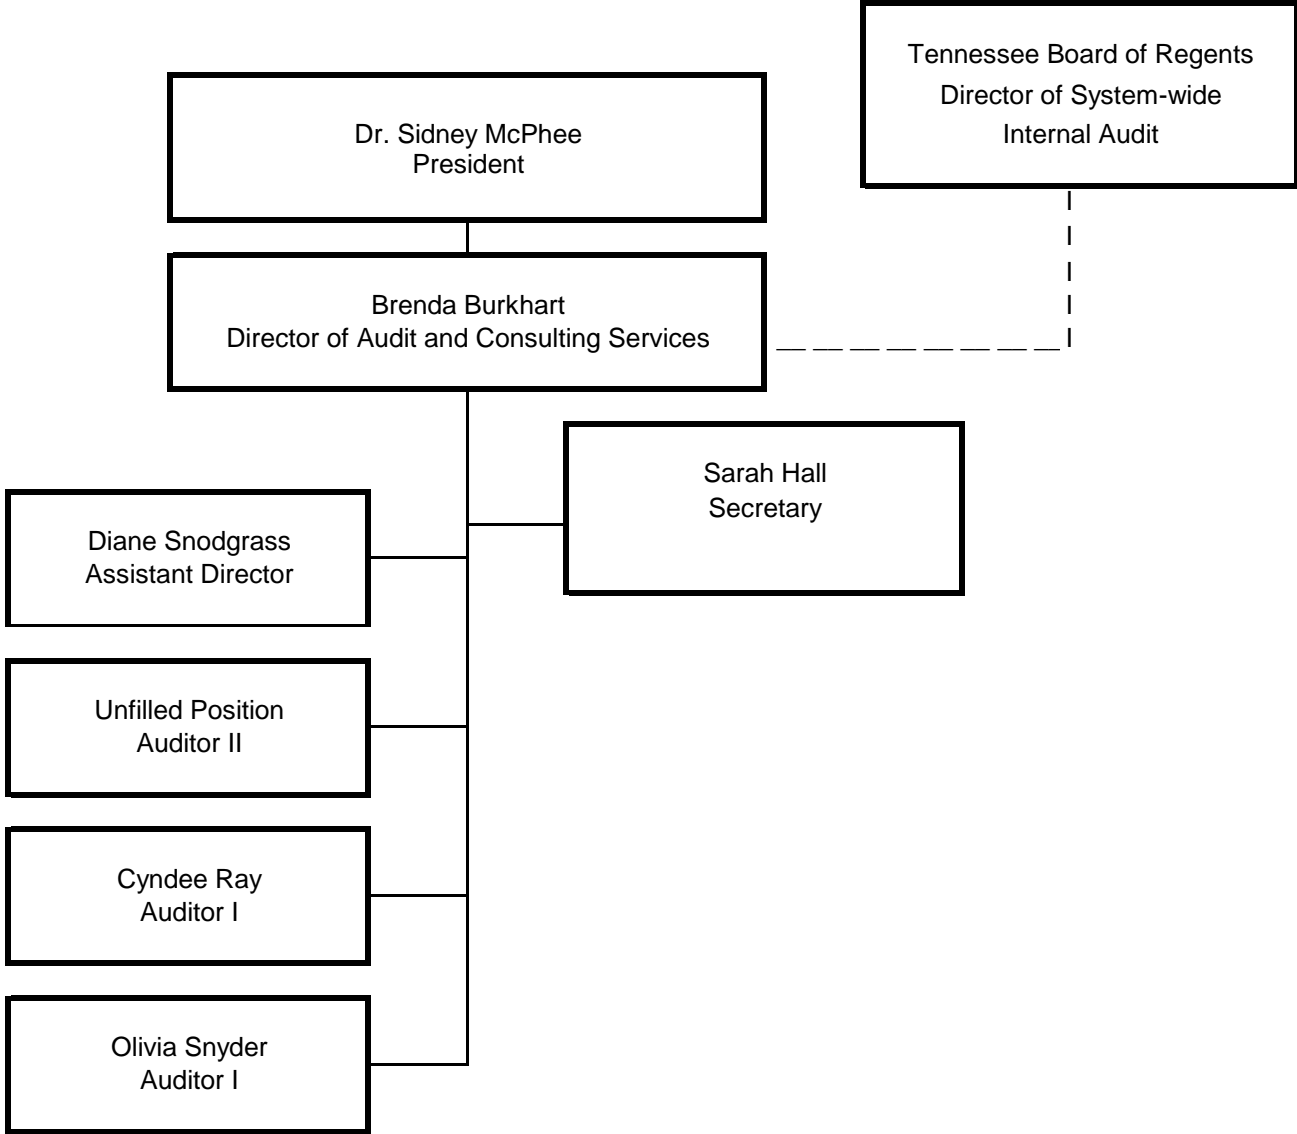 Tennessee Board of Regents
Director of System-wide
Internal Audit
Dr. Sidney McPhee
President
Brenda Burkhart
Director of Audit and Consulting Services
Sarah Hall
Secretary
Diane Snodgrass
Assistant Director
Unfilled Position
Auditor II
Cyndee Ray
Auditor I
Olivia Snyder
Auditor I